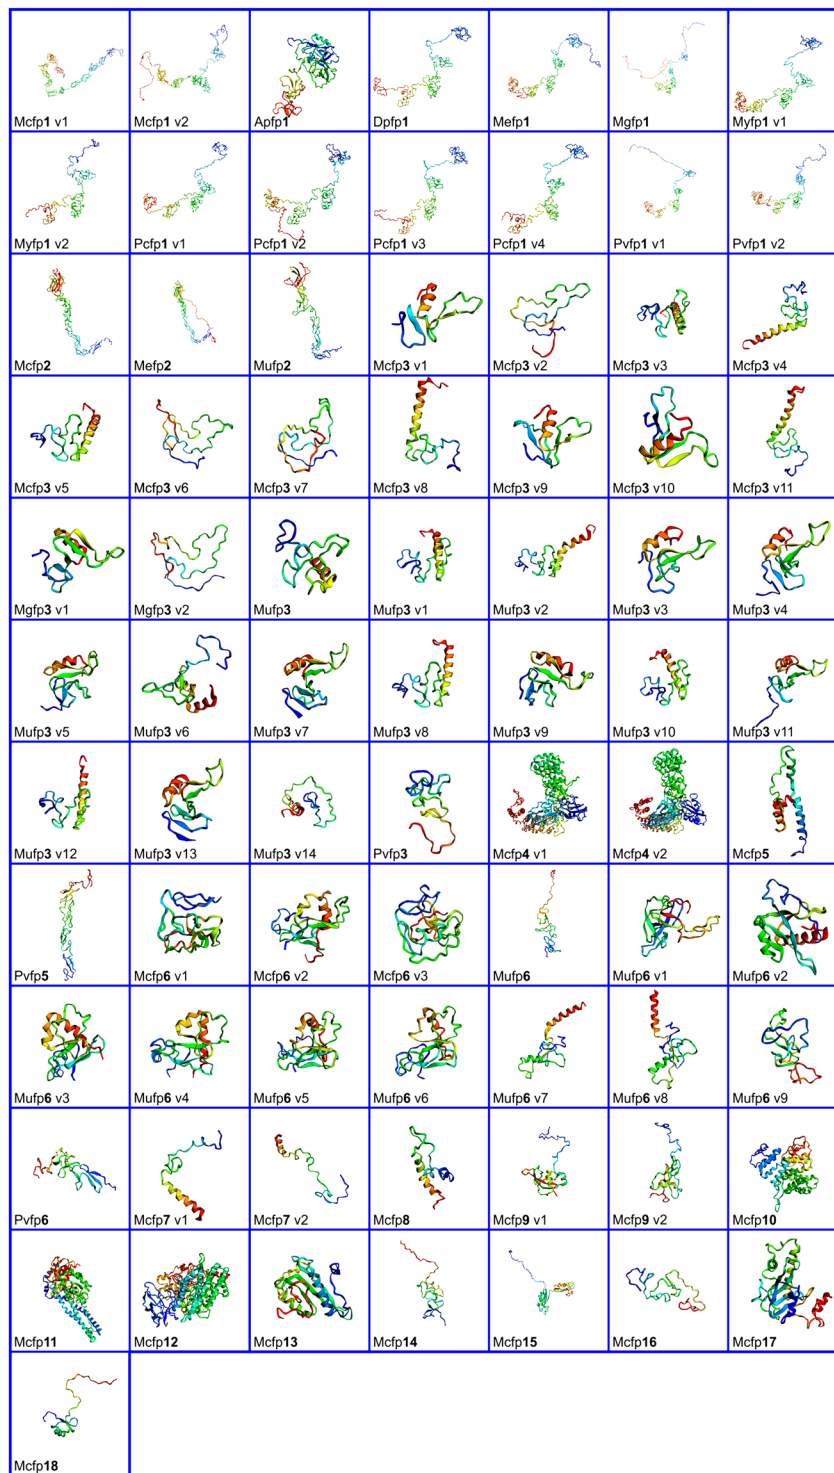 Mcfp1 v1
Mcfp1 v2
Apfp1
Dpfp1
Mefp1
Mgfp1
Myfp1 v1
Myfp1 v2
Pcfp1 v1
Pcfp1 v2
Pcfp1 v3
Pcfp1 v4
Pvfp1 v1
Pvfp1 v2
Mcfp2
Mefp2
Mufp2
Mcfp3 v1
Mcfp3 v2
Mcfp3 v3
Mcfp3 v4
Mcfp3 v5
Mcfp3 v6
Mcfp3 v7
Mcfp3 v8
Mcfp3 v9
Mcfp3 v10
Mcfp3 v11
Mgfp3 v1
Mgfp3 v2
Mufp3
Mufp3 v1
Mufp3 v2
Mufp3 v3
Mufp3 v4
Mufp3 v5
Mufp3 v6
Mufp3 v7
Mufp3 v8
Mufp3 v9
Mufp3 v10
Mufp3 v11
Mufp3 v12
Mufp3 v13
Mufp3 v14
Pvfp3
Mcfp4 v1
Mcfp4 v2
Mcfp5
Pvfp5
Mcfp6 v1
Mcfp6 v2
Mcfp6 v3
Mufp6
Mufp6 v1
Mufp6 v2
Mufp6 v3
Mufp6 v4
Mufp6 v5
Mufp6 v6
Mufp6 v7
Mufp6 v8
Mufp6 v9
Pvfp6
Mcfp7 v1
Mcfp7 v2
Mcfp8
Mcfp9 v1
Mcfp9 v2
Mcfp10
Mcfp11
Mcfp12
Mcfp13
Mcfp14
Mcfp15
Mcfp16
Mcfp17
Mcfp18